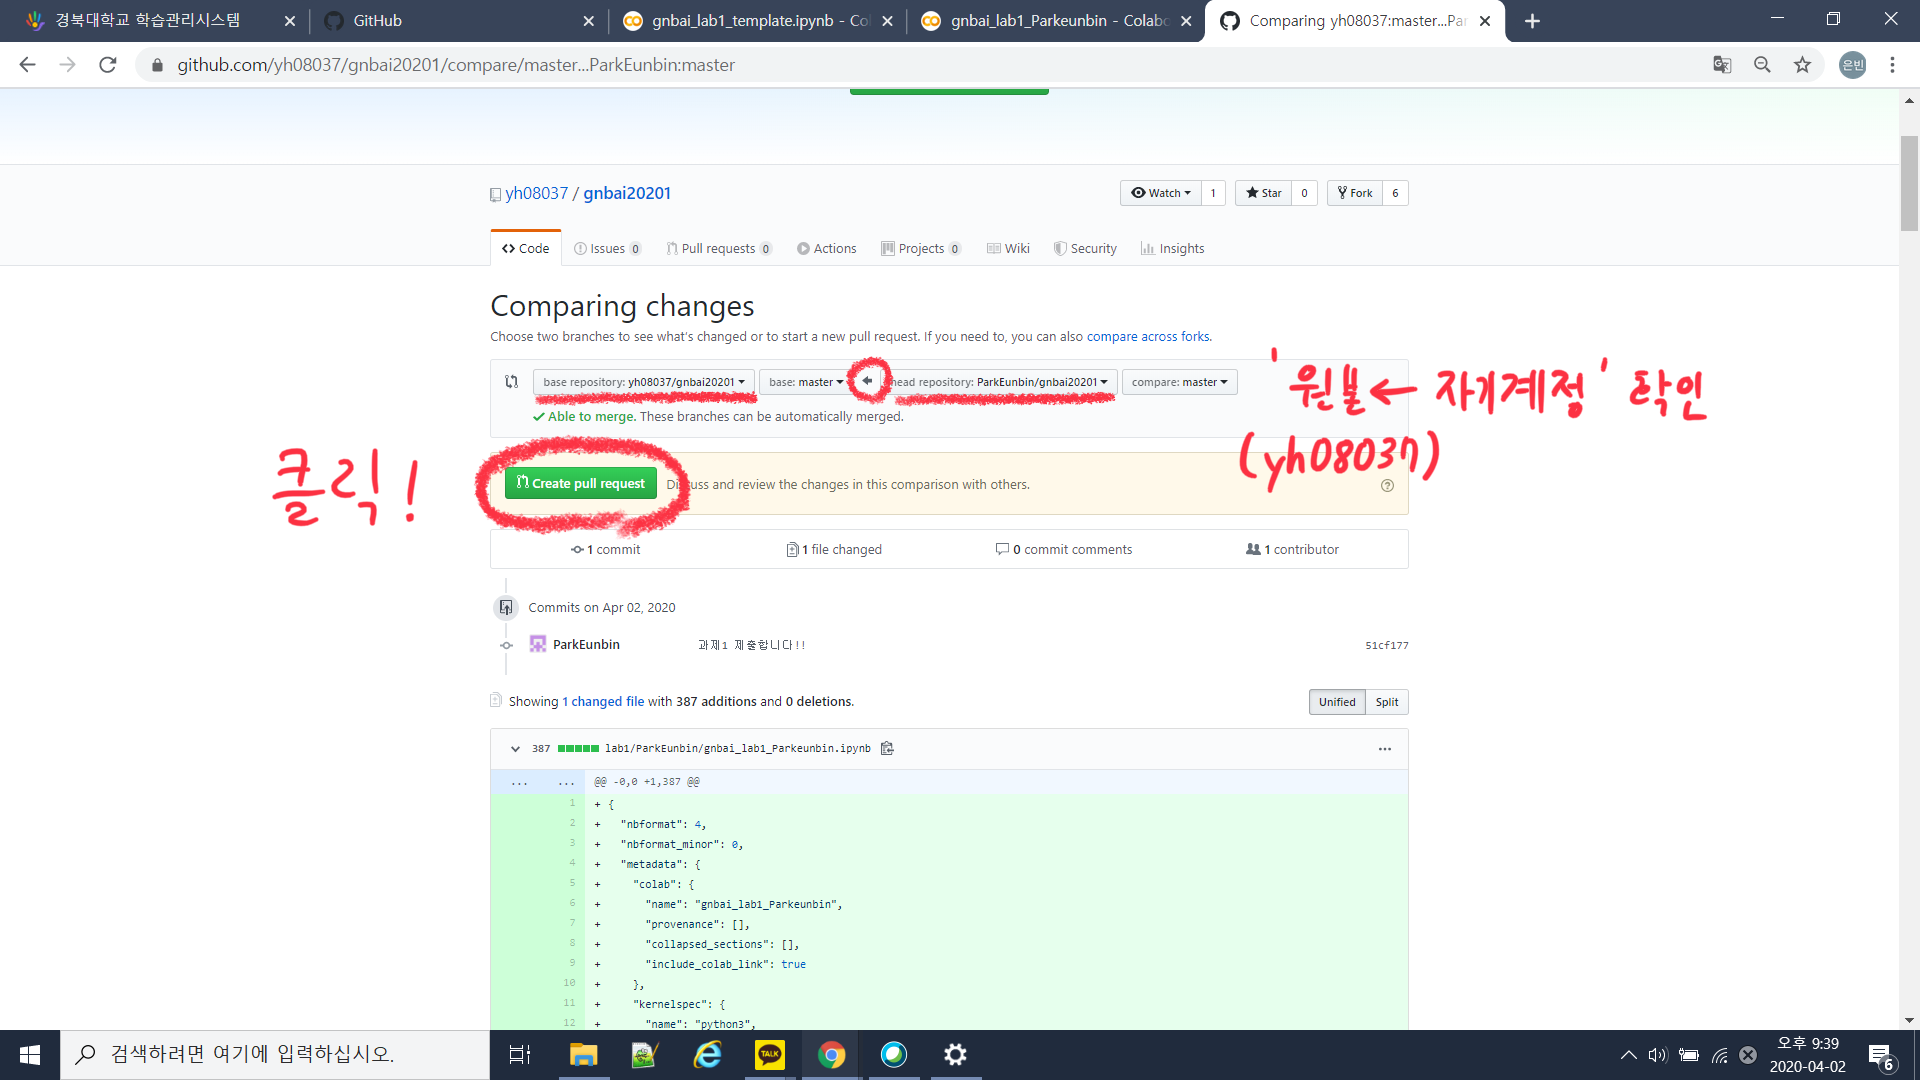 경북대학교 학습관리시스템
GitHub
gnbai_lab1_template.ipynb - Co
gnbai_lab1_Parkeunbin - Colabo
Comparing yh08037:master...Par
github.com/yh08037/gnbai20201/compare/master...ParkEunbin:master
은빈
yh08037 / gnbai20201
Watch 1 Star 0 Fork 6
Code Issues 0 Pull requests 0 Actions Projects 0 Wiki Security Insights
Comparing changes
Choose two branches to see what's changed or to start a new pull request. If you need to, you can also compare across forks.
base repository: yh08037/gnbai20201 base: master ← head repository: ParkEunbin/gnbai20201 compare: master
'원본 ← 자기계정' 확인
(yh08037)
Able to merge. These branches can be automatically merged.
클릭!
Create pull request Discuss and review the changes in this comparison with others.
1 commit 1 file changed 0 commit comments 1 contributor
Commits on Apr 02, 2020
ParkEunbin 과제1 제출합니다!! 51cf177
Showing 1 changed file with 387 additions and 0 deletions. Unified Split
387 lab1/ParkEunbin/gnbai_lab1_Parkeunbin.ipynb ...
... ... @@ -0,0 +1,387 @@
1 + {
2 + "nbformat": 4,
3 + "nbformat_minor": 0,
4 + "metadata": {
5 + "colab": {
6 + "name": "gnbai_lab1_Parkeunbin",
7 + "provenance": [],
8 + "collapsed_sections": [],
9 + "include_colab_link": true
10 + },
11 + "kernelspec": {
12 + "name": "python3",
검색하려면 여기에 입력하십시오.
TALK
오후 9:39
2020-04-02
6